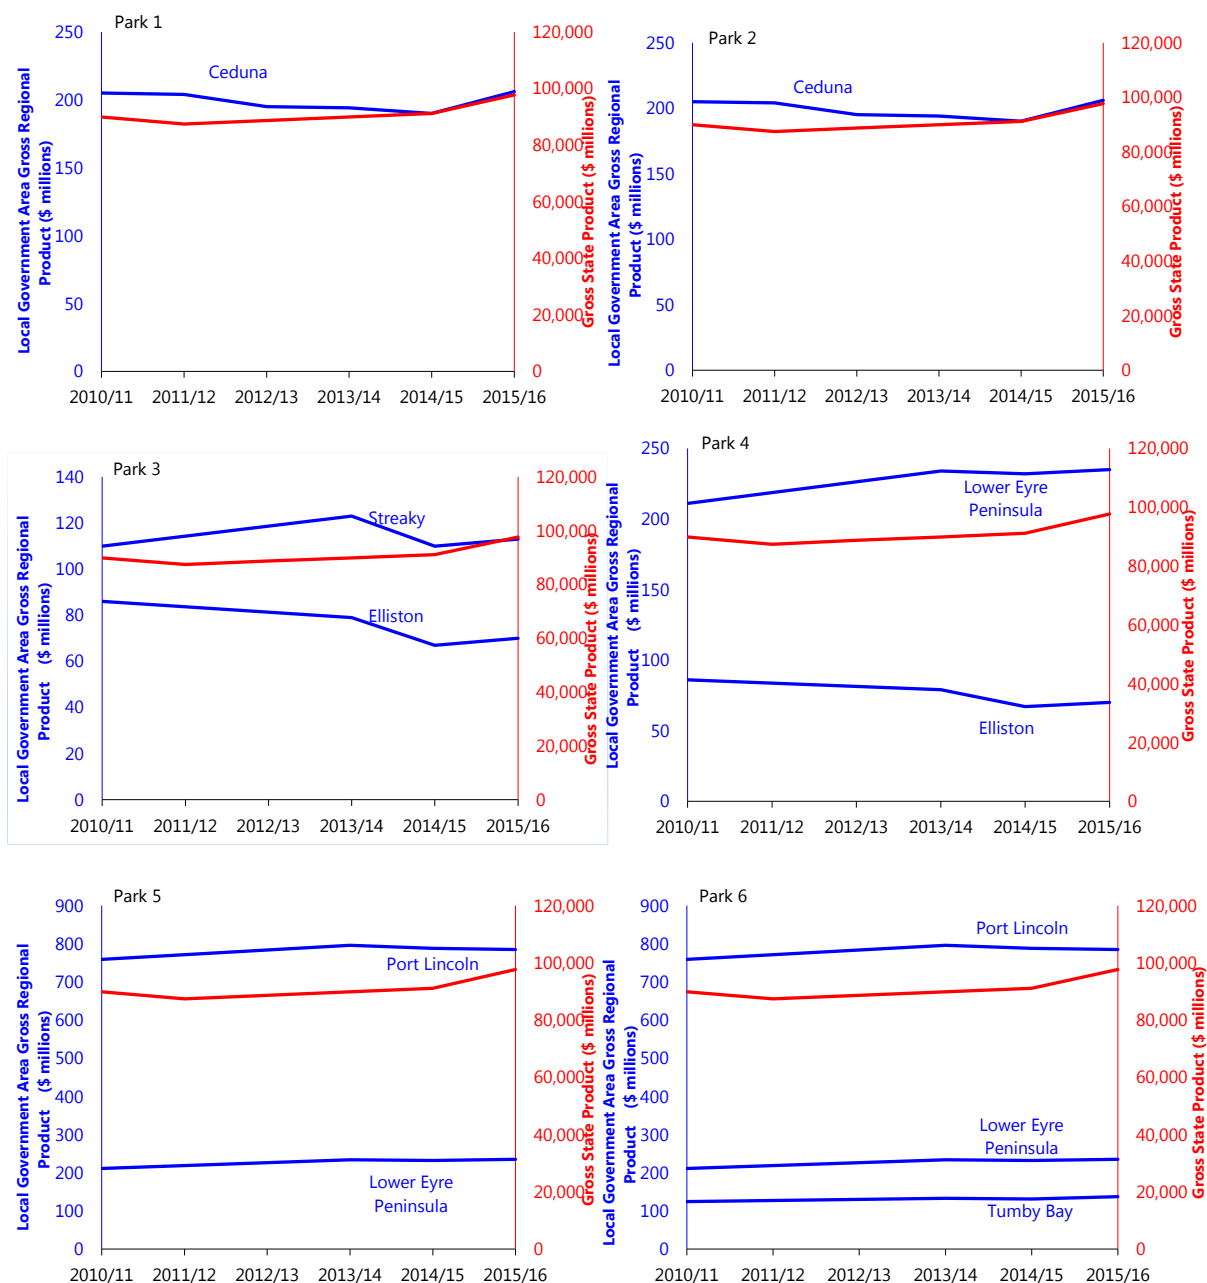 Park 1
250
200
150
100
50
0
Local Government Area Gross Regional
Product ($ millions)
Ceduna
120,000
100,000
80,000
60,000
40,000
20,000
0
Gross State Product ($ millions)
2010/11 2011/12 2012/13 2013/14 2014/15 2015/16
Park 2
250
200
150
100
50
0
Local Government Area Gross Regional
Product ($ millions)
Ceduna
120,000
100,000
80,000
60,000
40,000
20,000
0
Gross State Product ($ millions)
2010/11 2011/12 2012/13 2013/14 2014/15 2015/16
Park 3
140
120
100
80
60
40
20
0
Local Government Area Gross Regional
Product ($ millions)
Streaky
Elliston
120,000
100,000
80,000
60,000
40,000
20,000
0
Gross State Product ($ millions)
2010/11 2011/12 2012/13 2013/14 2014/15 2015/16
Park 4
250
200
150
100
50
0
Local Government Area Gross Regional
Product ($ millions)
Lower Eyre
Peninsula
Elliston
120,000
100,000
80,000
60,000
40,000
20,000
0
Gross State Product ($ millions)
2010/11 2011/12 2012/13 2013/14 2014/15 2015/16
Park 5
900
800
700
600
500
400
300
200
100
0
Local Government Area Gross Regional
Product ($ millions)
Port Lincoln
Lower Eyre
Peninsula
120,000
100,000
80,000
60,000
40,000
20,000
0
Gross State Product ($ millions)
2010/11 2011/12 2012/13 2013/14 2014/15 2015/16
Park 6
900
800
700
600
500
400
300
200
100
0
Local Government Area Gross Regional
Product ($ millions)
Port Lincoln
Lower Eyre
Peninsula
Tumby Bay
120,000
100,000
80,000
60,000
40,000
20,000
0
Gross State Product ($ millions)
2010/11 2011/12 2012/13 2013/14 2014/15 2015/16